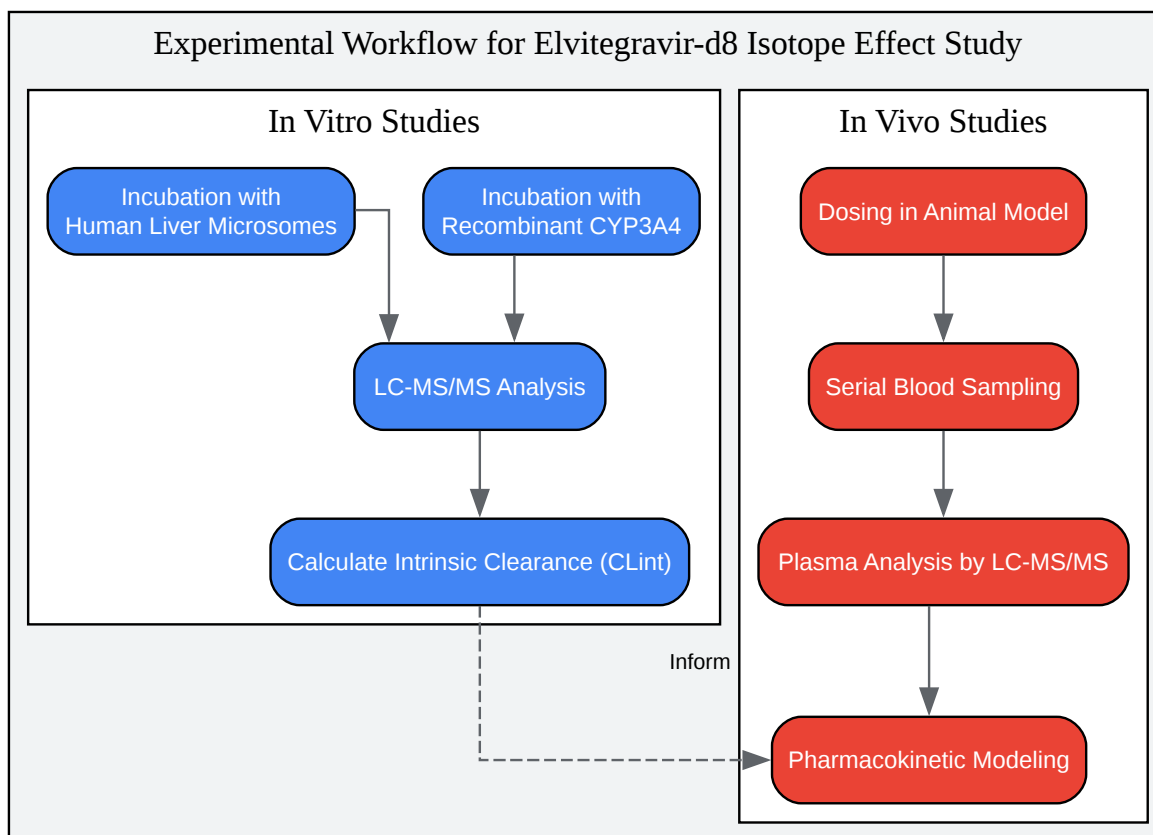 Experimental Workflow for Elvitegravir-d8 Isotope Effect Study
In Vitro Studies
Incubation with
Human Liver Microsomes
Incubation with
Recombinant CYP3A4
LC-MS/MS Analysis
Calculate Intrinsic Clearance (CLint)
Inform
In Vivo Studies
Dosing in Animal Model
Serial Blood Sampling
Plasma Analysis by LC-MS/MS
Pharmacokinetic Modeling